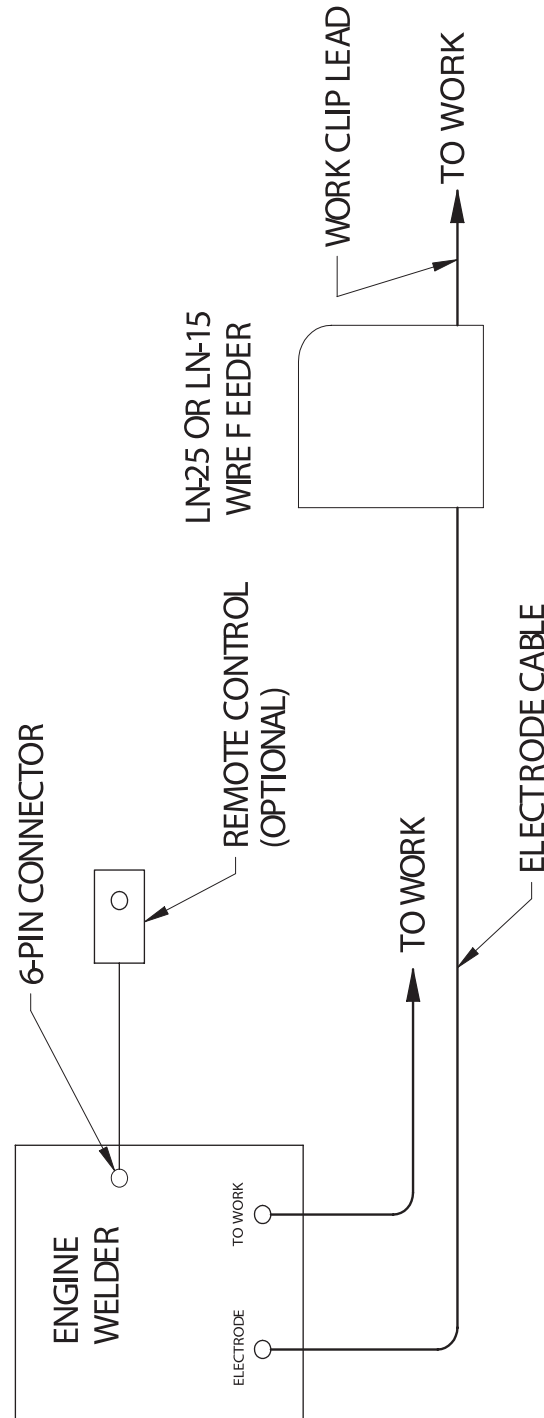 ENGINE
WELDER
6-PIN CONNECTOR
REMOTE CONTROL
(OPTIONAL)
LN-25 OR LN-15
WIRE F EEDER
WORK CLIP LEAD
TO WORK
ELECTRODE
TO WORK
TO WORK
ELECTRODE CABLE